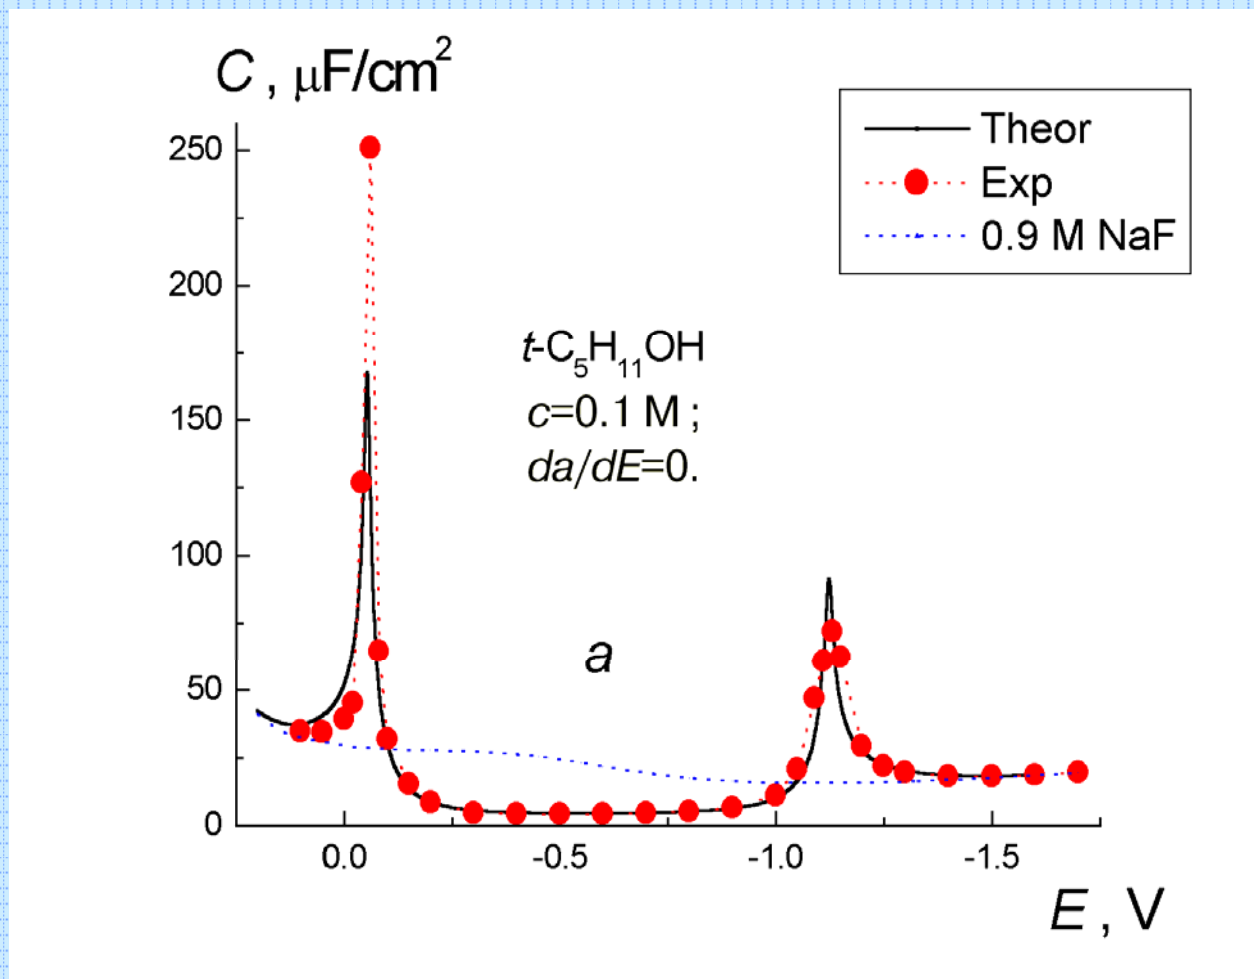 C, μF/cm²
Theor
Exp
0.9 M NaF
250
200
150
100
50
0
t-C₅H₁₁OH
c=0.1 M ;
da/dE=0.
a
0.0 -0.5 -1.0 -1.5
E, V